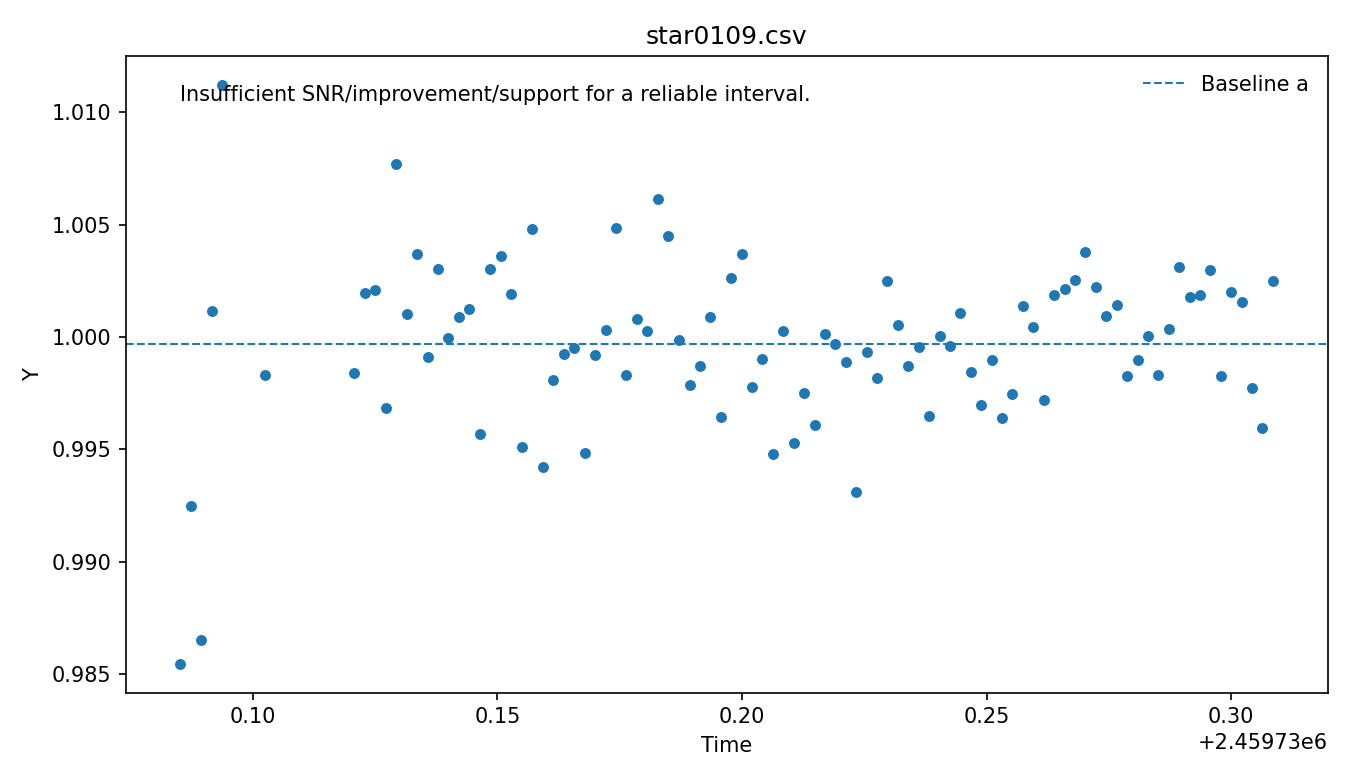 star0109.csv
Insufficient SNR/improvement/support for a reliable interval.
Baseline a
1.010
1.005
1.000
0.995
0.990
0.985
Y
0.10 0.15 0.20 0.25 0.30
Time
+2.45973e6